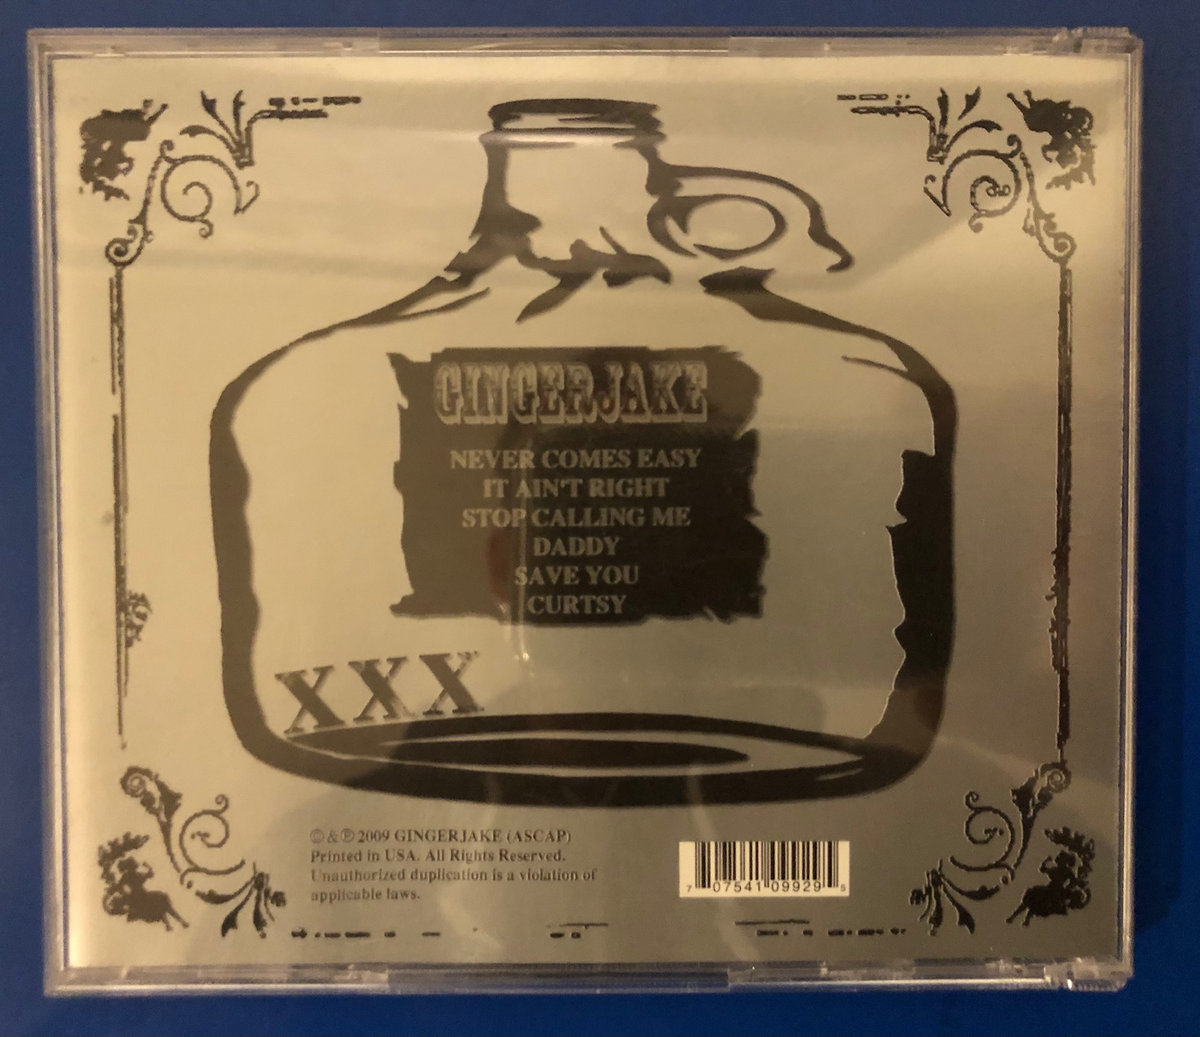 GINGERJAKE
NEVER COMES EASY
IT AIN'T RIGHT
STOP CALLING ME
DADDY
SAVE YOU
CURTSY
XXX
©&℗ 2009 GINGERJAKE (ASCAP)
Printed in USA. All Rights Reserved.
Unauthorized duplication is a violation of
applicable laws.
7 07541 09929 5